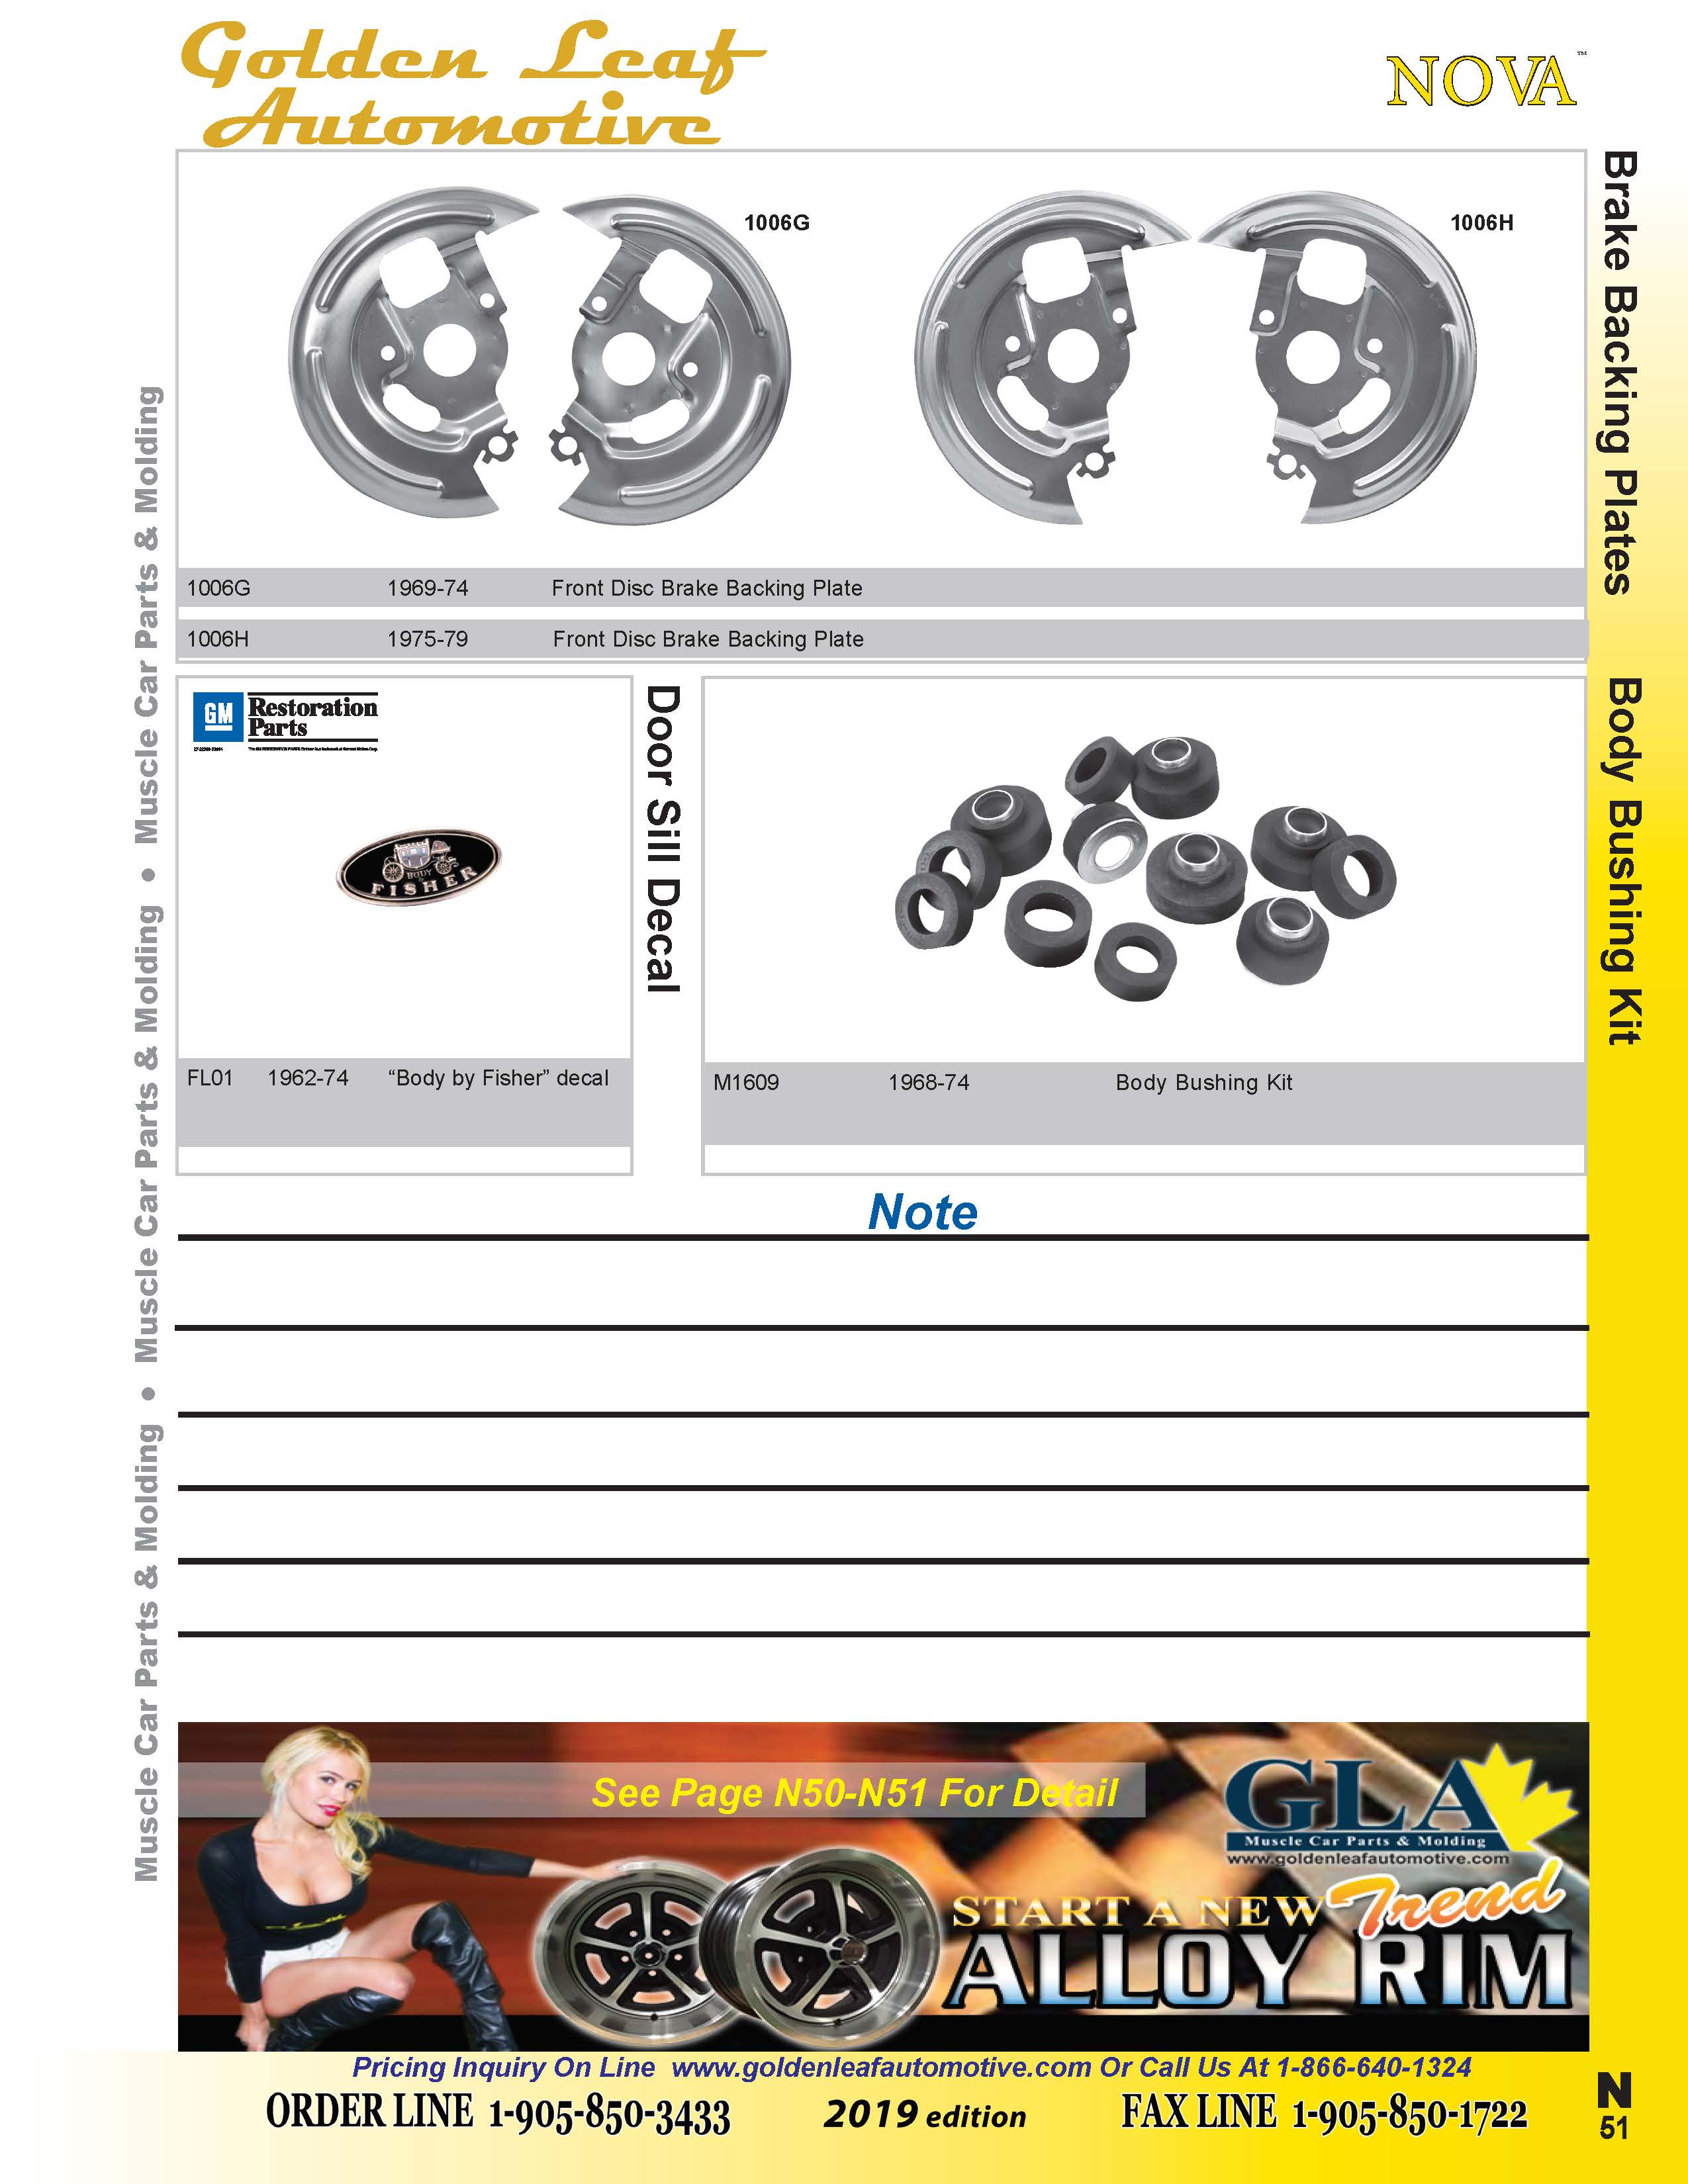 Golden Leaf
Automotive
NOVA™
Brake Backing Plates
1006G
1006H
1006G 1969-74 Front Disc Brake Backing Plate
1006H 1975-79 Front Disc Brake Backing Plate
Muscle Car Parts & Molding • Muscle Car Parts & Molding • Muscle Car Parts & Molding
GM
Restoration
Parts
BODY
FISHER
FL01 1962-74 “Body by Fisher” decal
Door Sill Decal
M1609 1968-74 Body Bushing Kit
Body Bushing Kit
Note
See Page N50-N51 For Detail
GLA
Muscle Car Parts & Molding
www.goldenleafautomotive.com
START A NEW Trend
ALLOY RIM
Pricing Inquiry On Line www.goldenleafautomotive.com Or Call Us At 1-866-640-1324
ORDER LINE 1-905-850-3433 2019 edition FAX LINE 1-905-850-1722
N
51